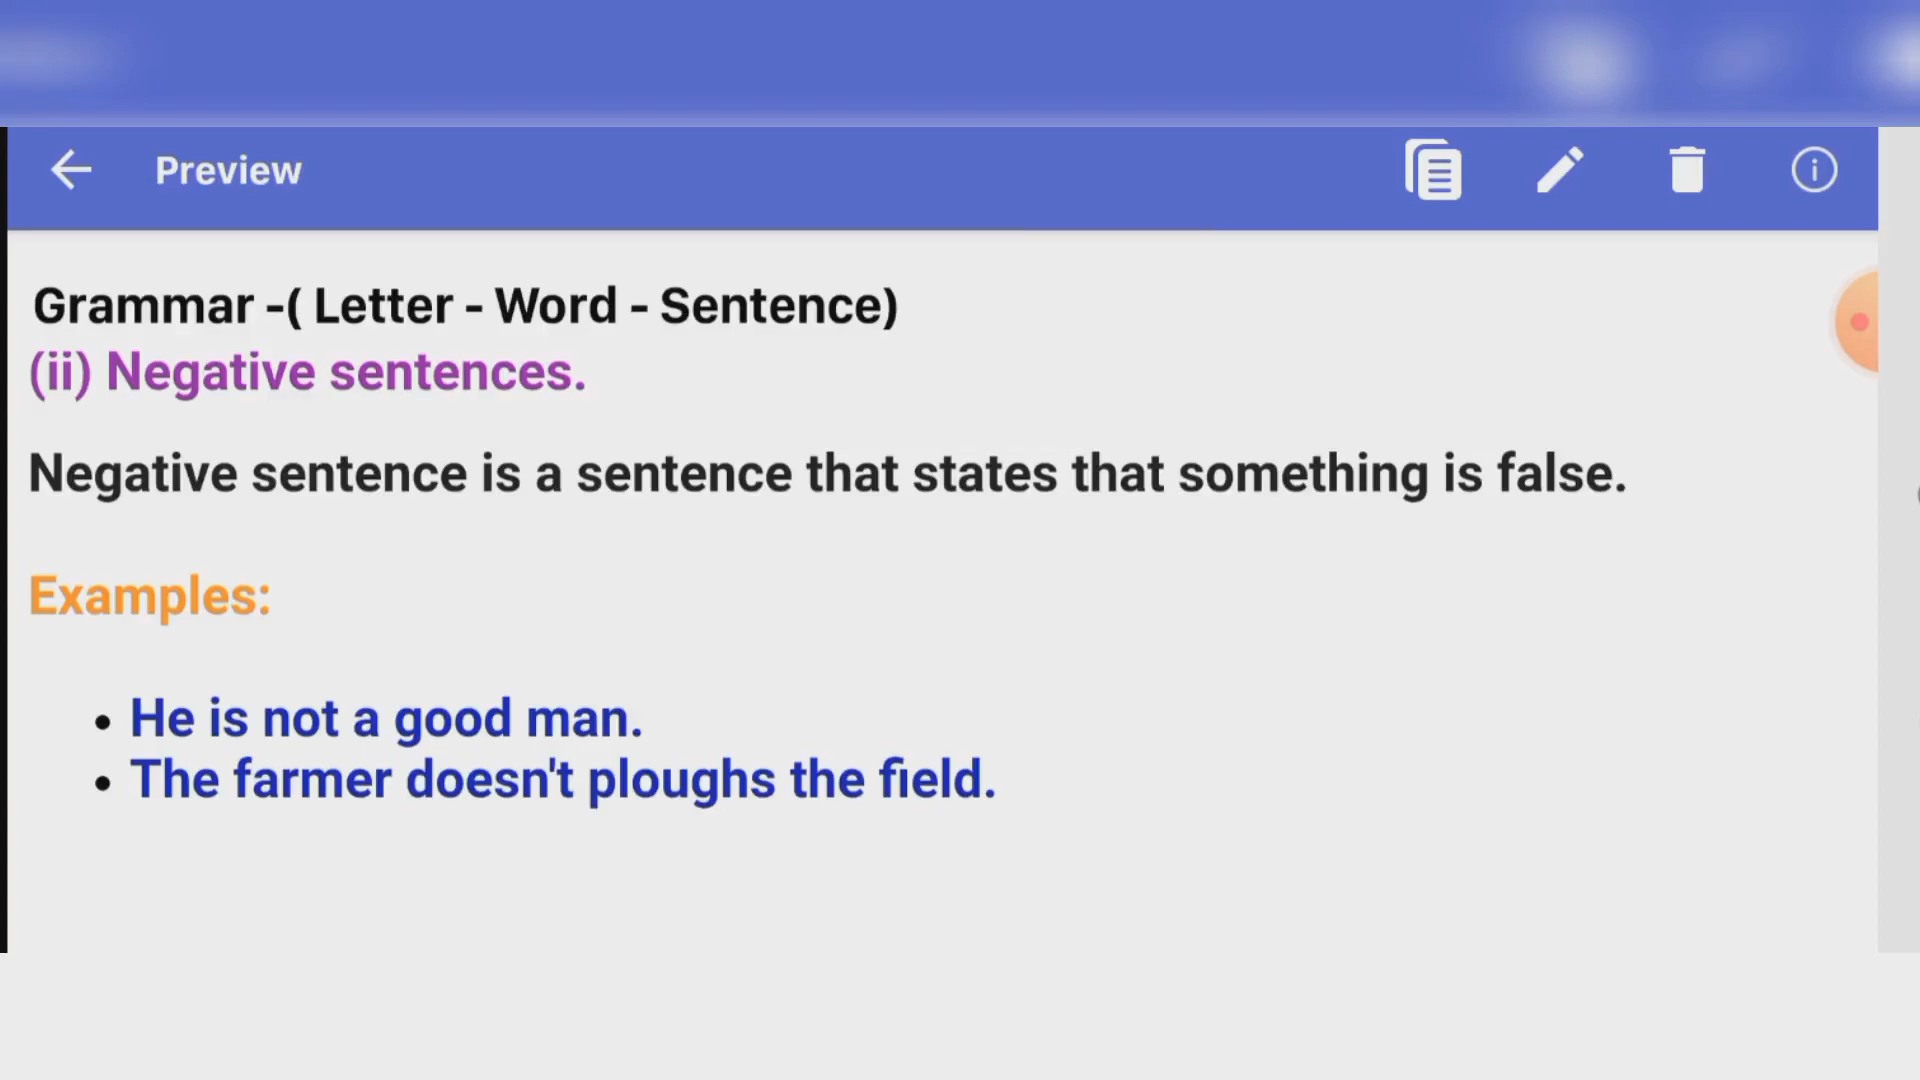 Preview
Grammar -( Letter - Word - Sentence)
(ii) Negative sentences.
Negative sentence is a sentence that states that something is false.
Examples:
• He is not a good man.
• The farmer doesn't ploughs the field.